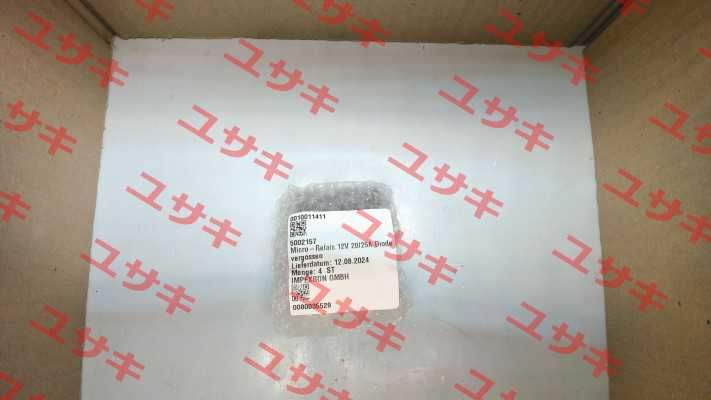 0010011411
5002157
Micro-Relais 12V 20/25A Diode
vergossen
Lieferdatum: 12.08.2024
Menge: 4 ST
IMPEXRON GMBH
0080035529
ユサキ